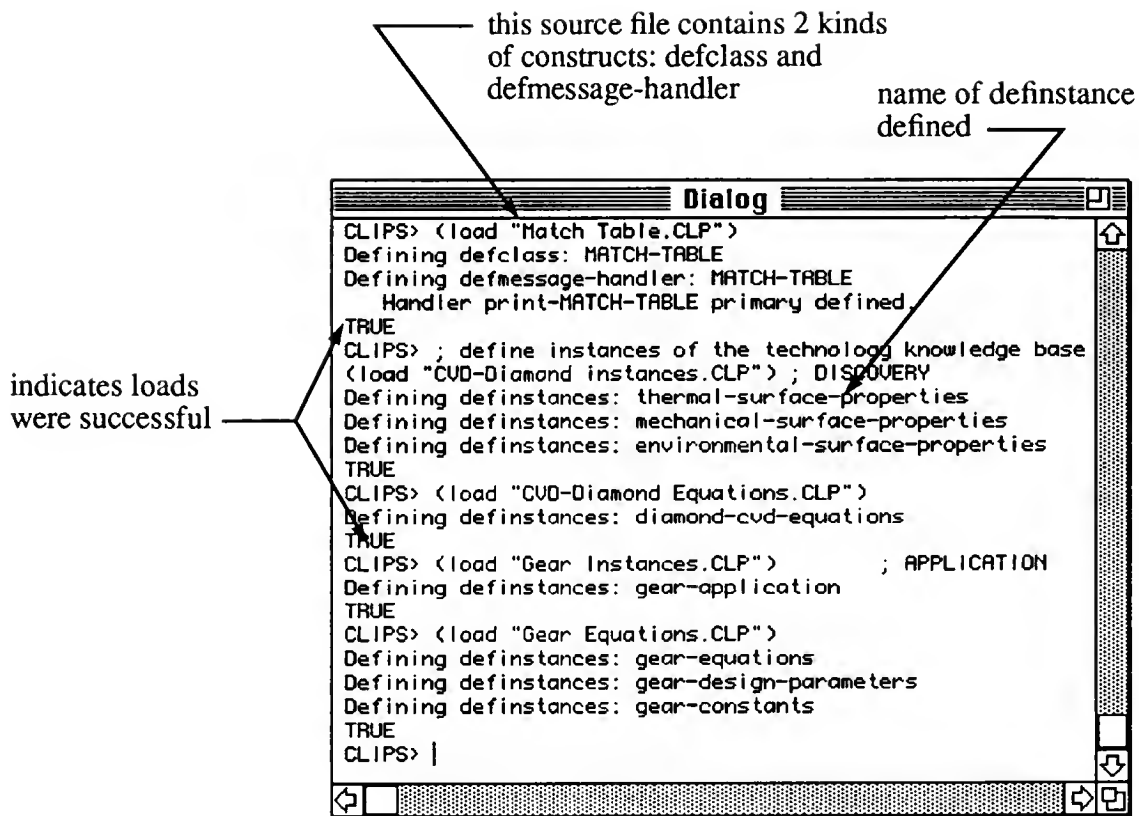 this source file contains 2 kinds
of constructs: defclass and
defmessage-handler
name of definstance
defined
Dialog
CLIPS> (load "Match Table.CLP")
Defining defclass: MATCH-TABLE
Defining defmessage-handler: MATCH-TABLE
Handler print-MATCH-TABLE primary defined.
TRUE
CLIPS> ; define instances of the technology knowledge base
(load "CVD-Diamond instances.CLP") ; DISCOVERY
Defining definstances: thermal-surface-properties
Defining definstances: mechanical-surface-properties
Defining definstances: environmental-surface-properties
TRUE
CLIPS> (load "CVD-Diamond Equations.CLP")
Defining definstances: diamond-cvd-equations
TRUE
CLIPS> (load "Gear Instances.CLP") ; APPLICATION
Defining definstances: gear-application
TRUE
CLIPS> (load "Gear Equations.CLP")
Defining definstances: gear-equations
Defining definstances: gear-design-parameters
Defining definstances: gear-constants
TRUE
CLIPS>
indicates loads
were successful